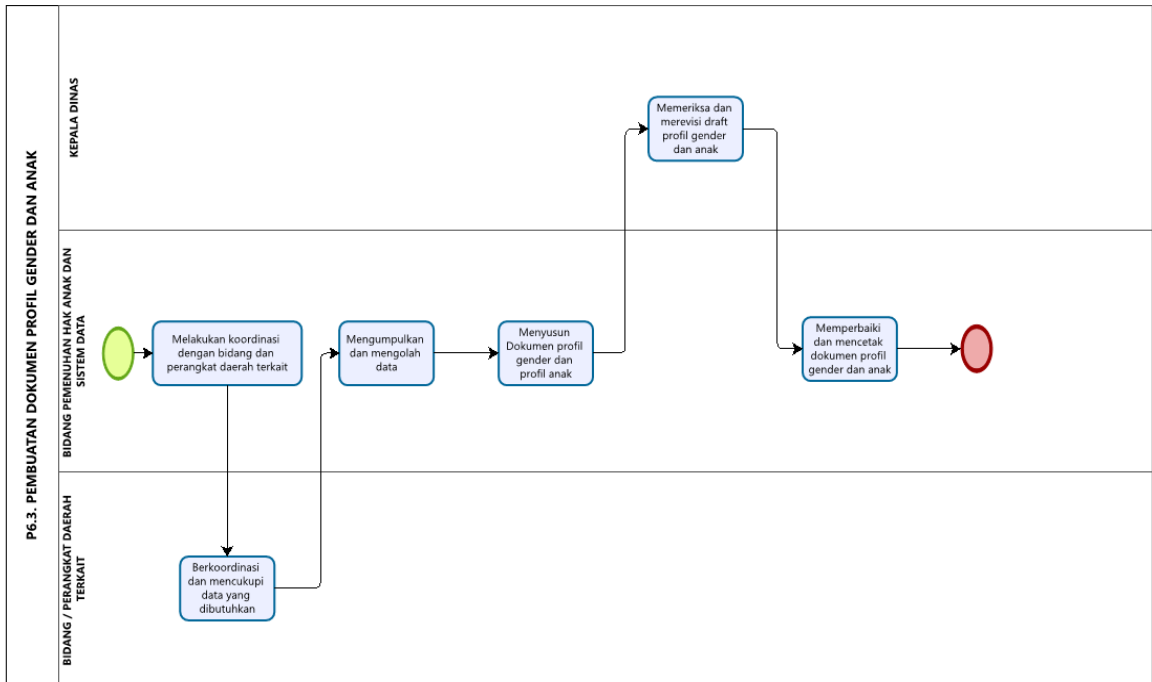 P6.3. PEMBUATAN DOKUMEN PROFIL GENDER DAN ANAK
KEPALA DINAS
Memeriksa dan
merevisi draft
profil gender
dan anak
BIDANG PEMENUHAN HAK ANAK DAN
SISTEM DATA
Melakukan koordinasi
dengan bidang dan
perangkat daerah terkait
Mengumpulkan
dan mengolah
data
Menyusun
Dokumen profil
gender dan
profil anak
Memperbaiki
dan mencetak
dokumen profil
gender dan anak
BIDANG / PERANGKAT DAERAH
TERKAIT
Berkoordinasi
dan mencukupi
data yang
dibutuhkan